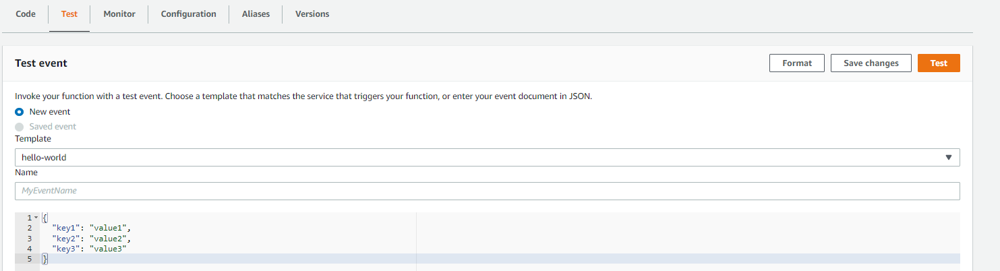 Code Test Monitor Configuration Aliases Versions
Test event Format Save changes Test
Invoke your function with a test event. Choose a template that matches the service that triggers your function, or enter your event document in JSON.
New event
Saved event
Template
hello-world
Name
MyEventName
1 {
2 "key1": "value1",
3 "key2": "value2",
4 "key3": "value3"
5 }